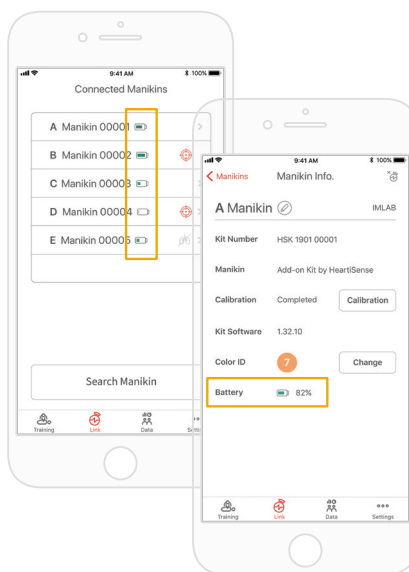 9:41 AM
100%
Connected Manikins
A Manikin 00001
B Manikin 00002
C Manikin 00003
D Manikin 00004
E Manikin 00005
Search Manikin
Training Link Data
9:41 AM
100%
Manikins Manikin Info.
A Manikin IMLAB
Kit Number HSK 1901 00001
Manikin Add-on Kit by HeartiSense
Calibration Completed Calibration
Kit Software 1.32.10
Color ID 7 Change
Battery 82%
Training Link Data Settings